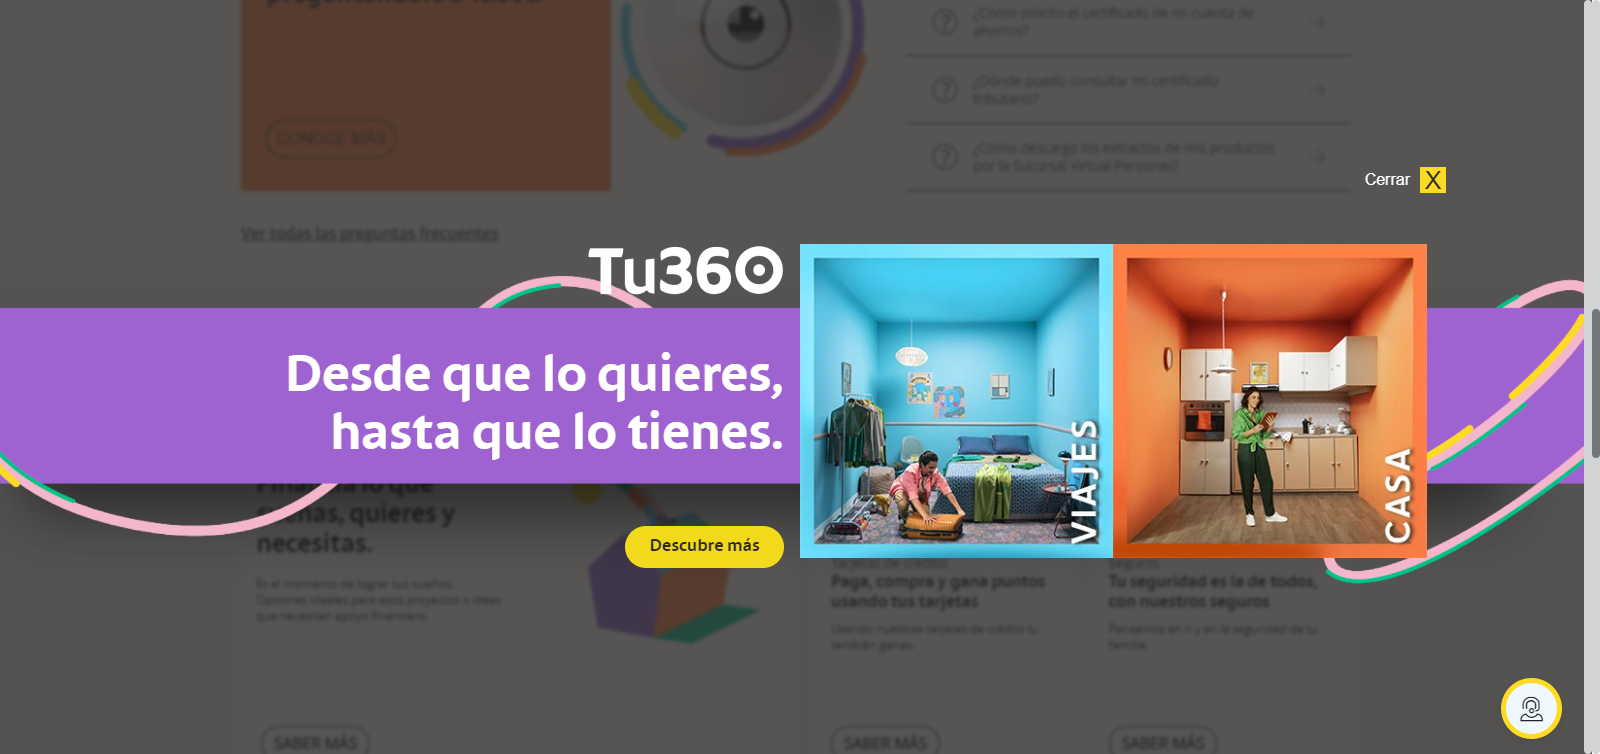 ¿Cómo solicito el certificado de mi cuenta de
ahorros?
¿Dónde puedo consultar mi certificado
tributario?
CONOCE MÁS
¿Cómo descargo los extractos de mis productos
por la Sucursal Virtual Personas?
Cerrar X
Ver todas las preguntas frecuentes
Tu360
Desde que lo quieres,
hasta que lo tienes.
VIAJES
CASA
lo que
quieres y
necesitas.
Descubre más
Es el momento de lograr tus sueños.
Opciones ideales para esos proyectos o ideas
que necesitan apoyo financiero.
Tarjetas de crédito
Paga, compra y gana puntos
usando tus tarjetas
Usando nuestras tarjetas de crédito tu
también ganas.
Seguros
Tu seguridad es la de todos,
con nuestros seguros
Pensamos en ti y en la seguridad de tu
familia.
SABER MÁS
SABER MÁS
SABER MÁS